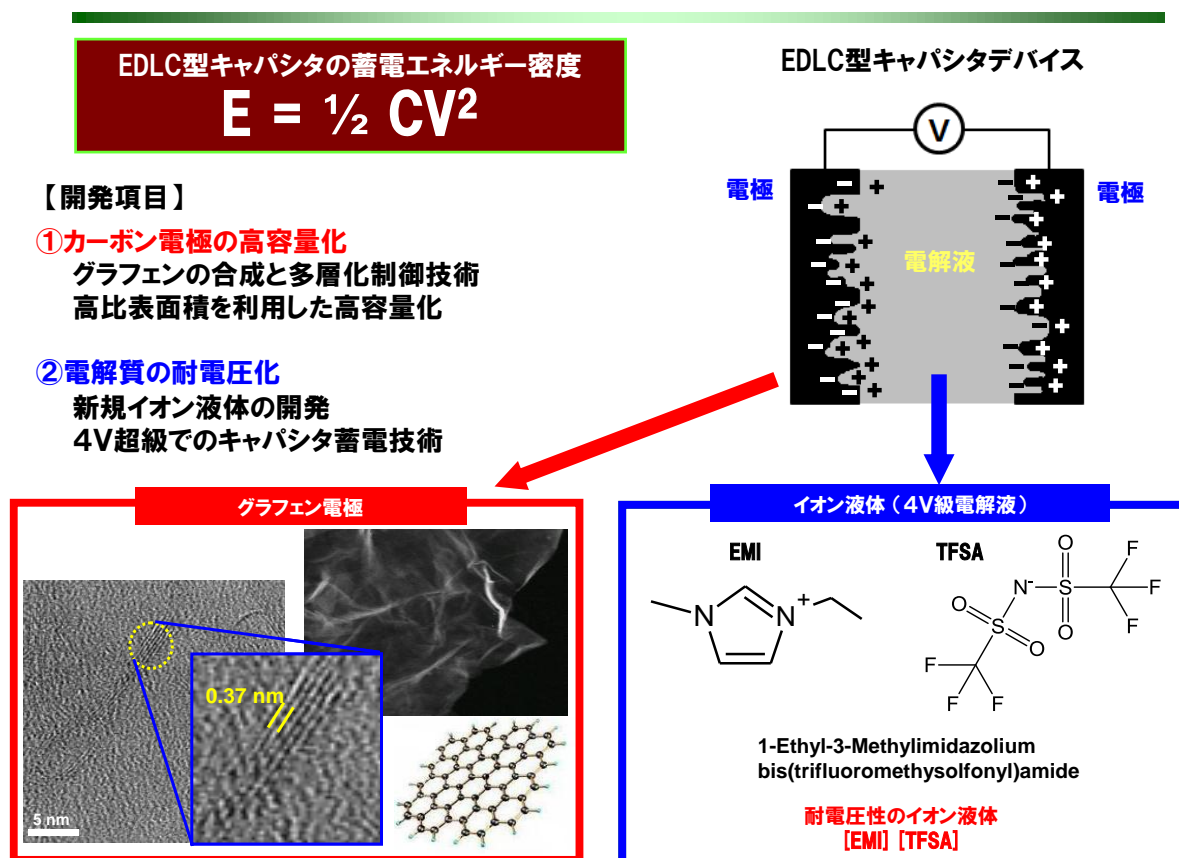 EDLC型キャパシタの蓄電エネルギー密度
E = ½ CV²
EDLC型キャパシタデバイス
V
電極
電極
電解液
【開発項目】
①カーボン電極の高容量化
グラフェンの合成と多層化制御技術
高比表面積を利用した高容量化
②電解質の耐電圧化
新規イオン液体の開発
4V超級でのキャパシタ蓄電技術
グラフェン電極
0.37 nm
5 nm
イオン液体（4V級電解液）
EMI
TFSA
N
N
+
O
O
F
F
F
S
N-
O
O
S
O
O
F
F
F
1-Ethyl-3-Methylimidazolium
bis(trifluoromethysolfonyl)amide
耐電圧性のイオン液体
[EMI] [TFSA]